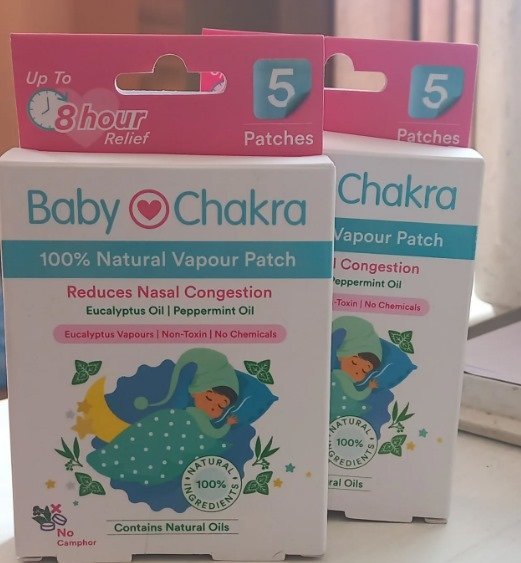 Up To
8 hour
Relief
5
Patches
Baby Chakra
100% Natural Vapour Patch
Reduces Nasal Congestion
Eucalyptus Oil | Peppermint Oil
Eucalyptus Vapours | Non-Toxin | No Chemicals
NATURAL
100%
INGREDIENTS
No
Camphor
Contains Natural Oils
5
Patches
Chakra
Vapour Patch
l Congestion
eppermint Oil
-Toxin | No Chemicals
NATURAL
100%
INGREDIENTS
ral Oils